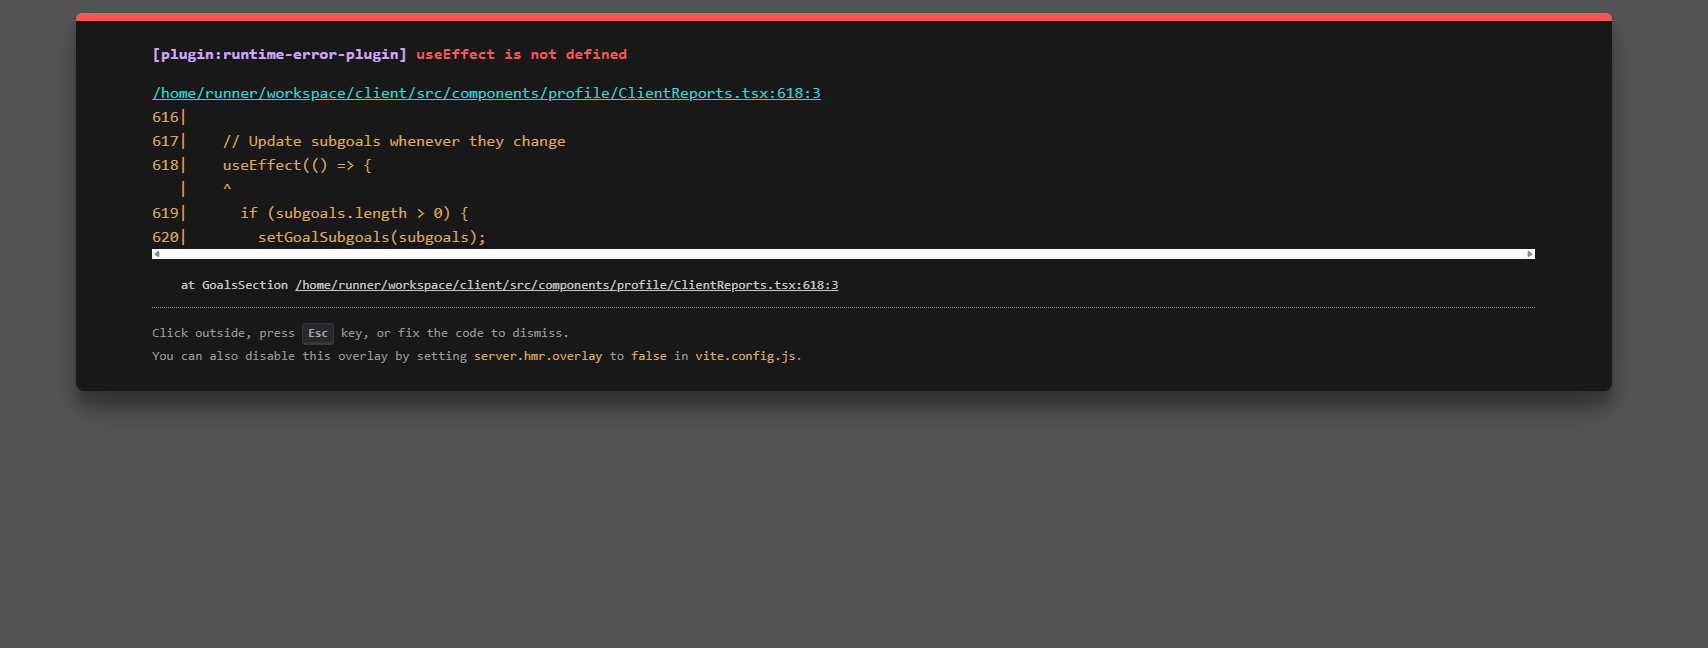 [plugin:runtime-error-plugin] useEffect is not defined
/home/runner/workspace/client/src/components/profile/ClientReports.tsx:618:3
616|
617|    // Update subgoals whenever they change
618|    useEffect(() => {
   |    ^
619|      if (subgoals.length > 0) {
620|        setGoalSubgoals(subgoals);
at GoalsSection /home/runner/workspace/client/src/components/profile/ClientReports.tsx:618:3
Click outside, press Esc key, or fix the code to dismiss.
You can also disable this overlay by setting server.hmr.overlay to false in vite.config.js.